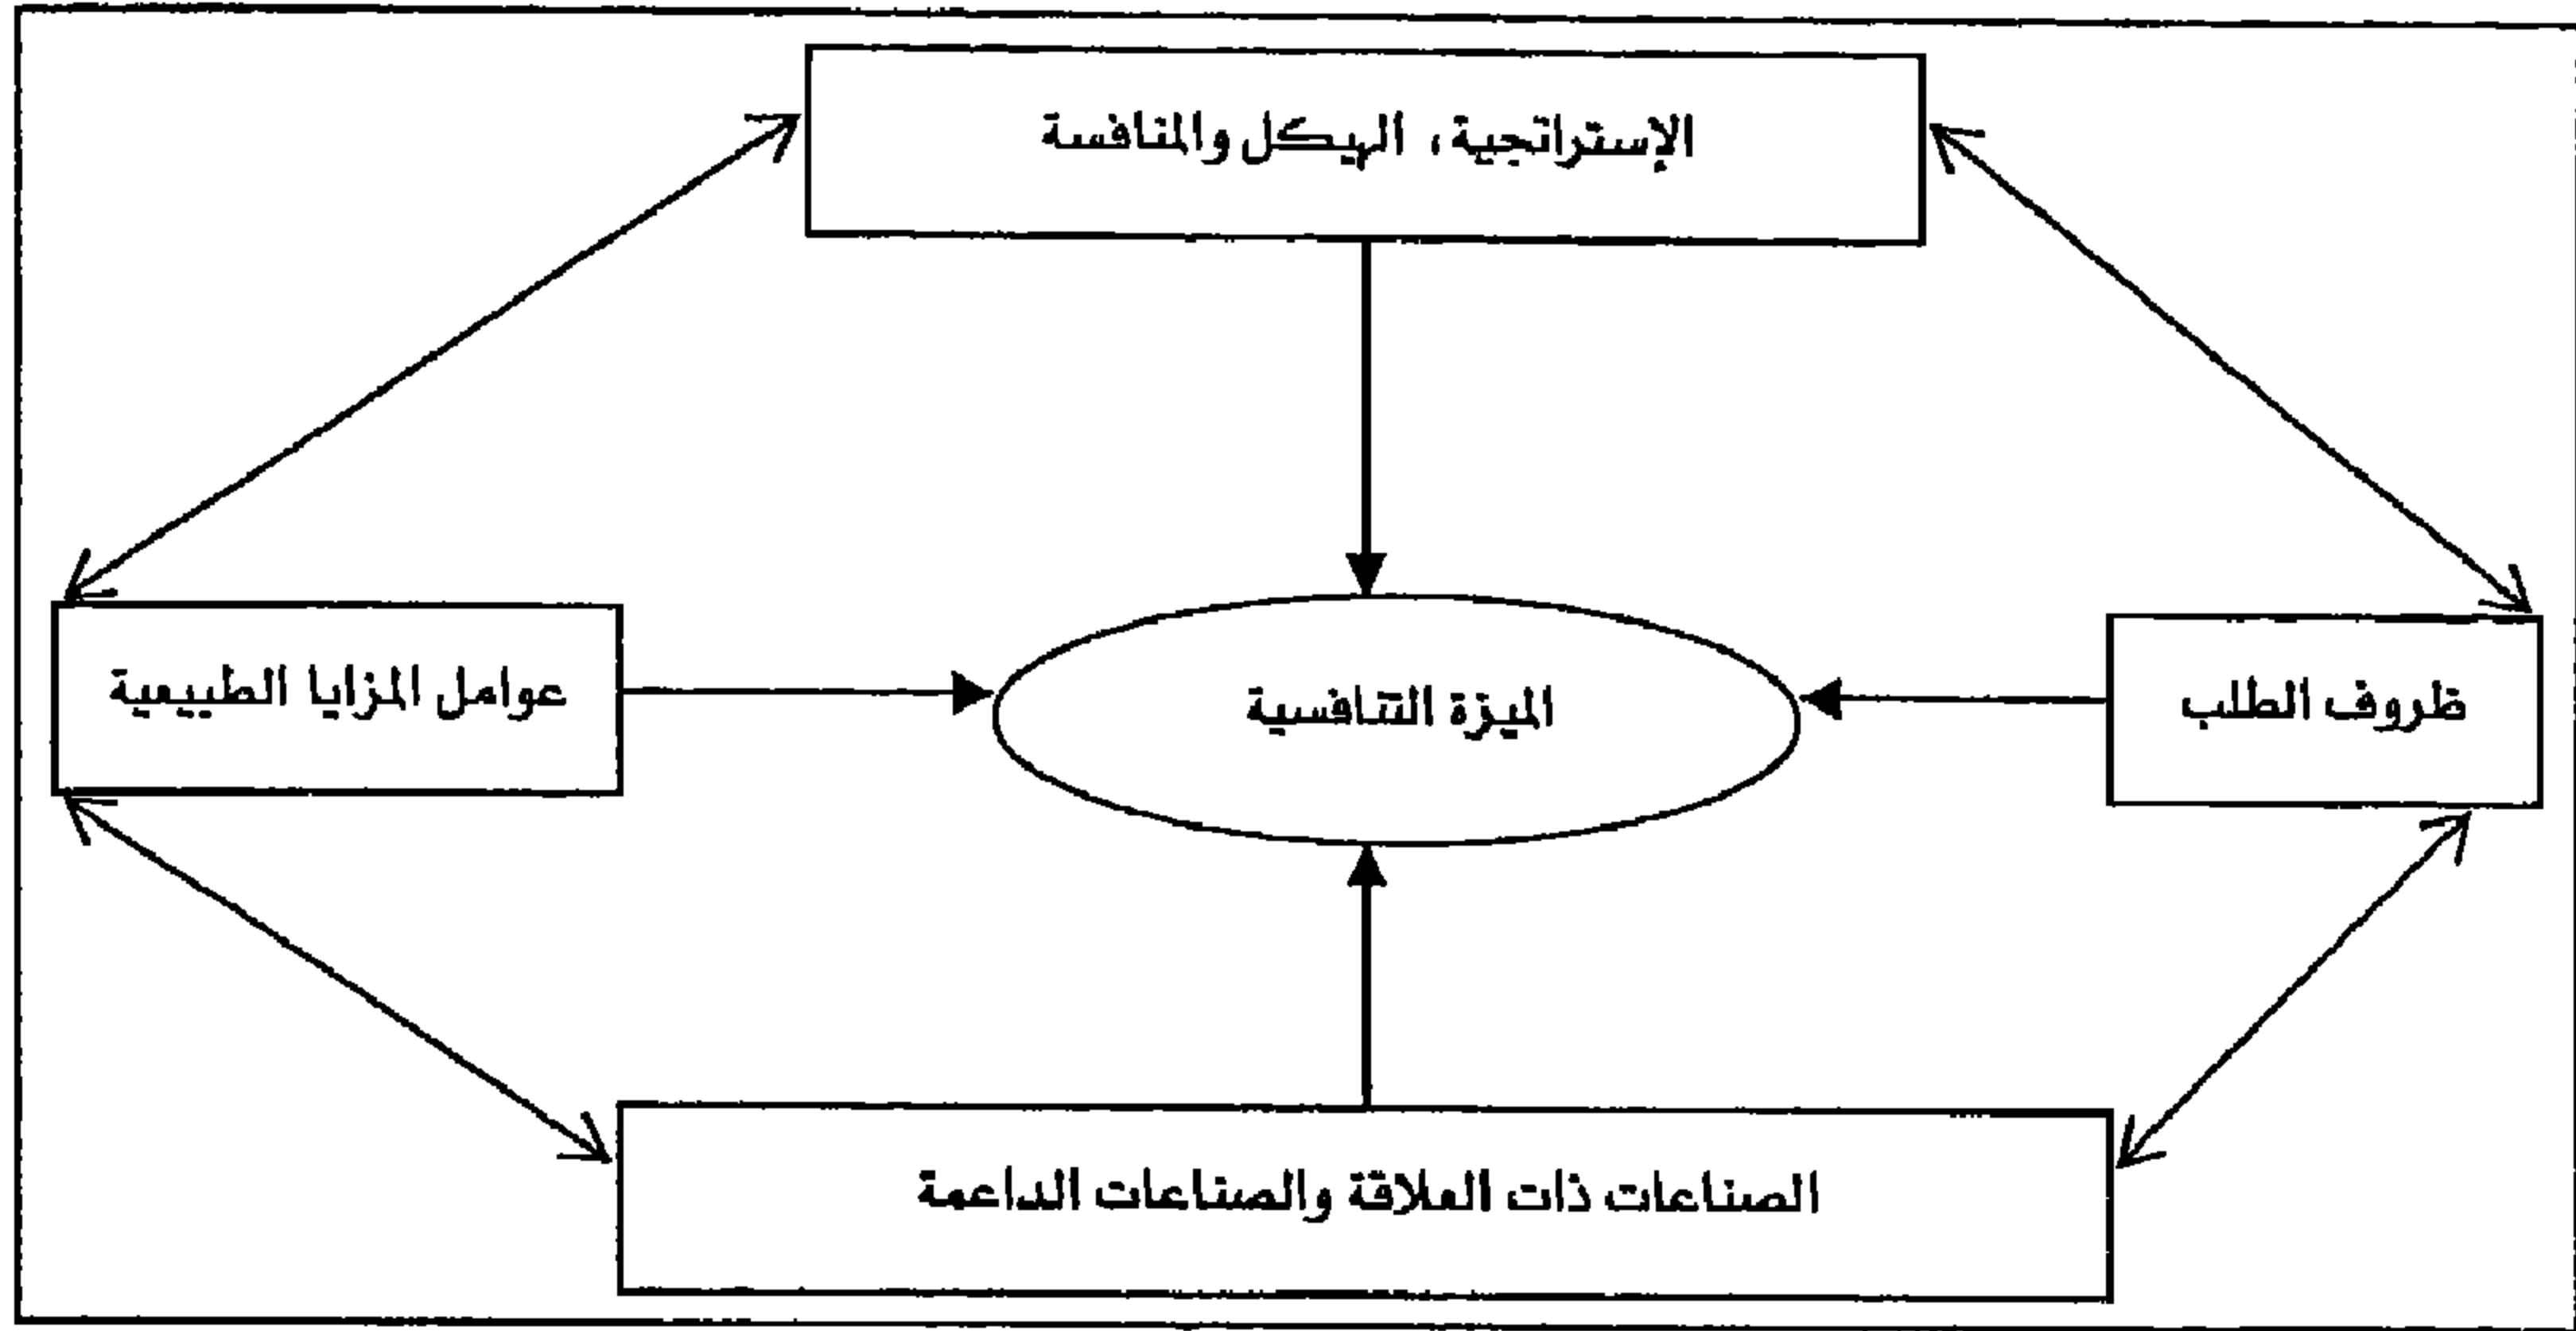 الإستراتجية، الهيكل والمنافسة
ظروف الطلب
الميزة التنافسية
عوامل المزايا الطبيعية
الصناعات ذات العلاقة والصناعات الداعمة